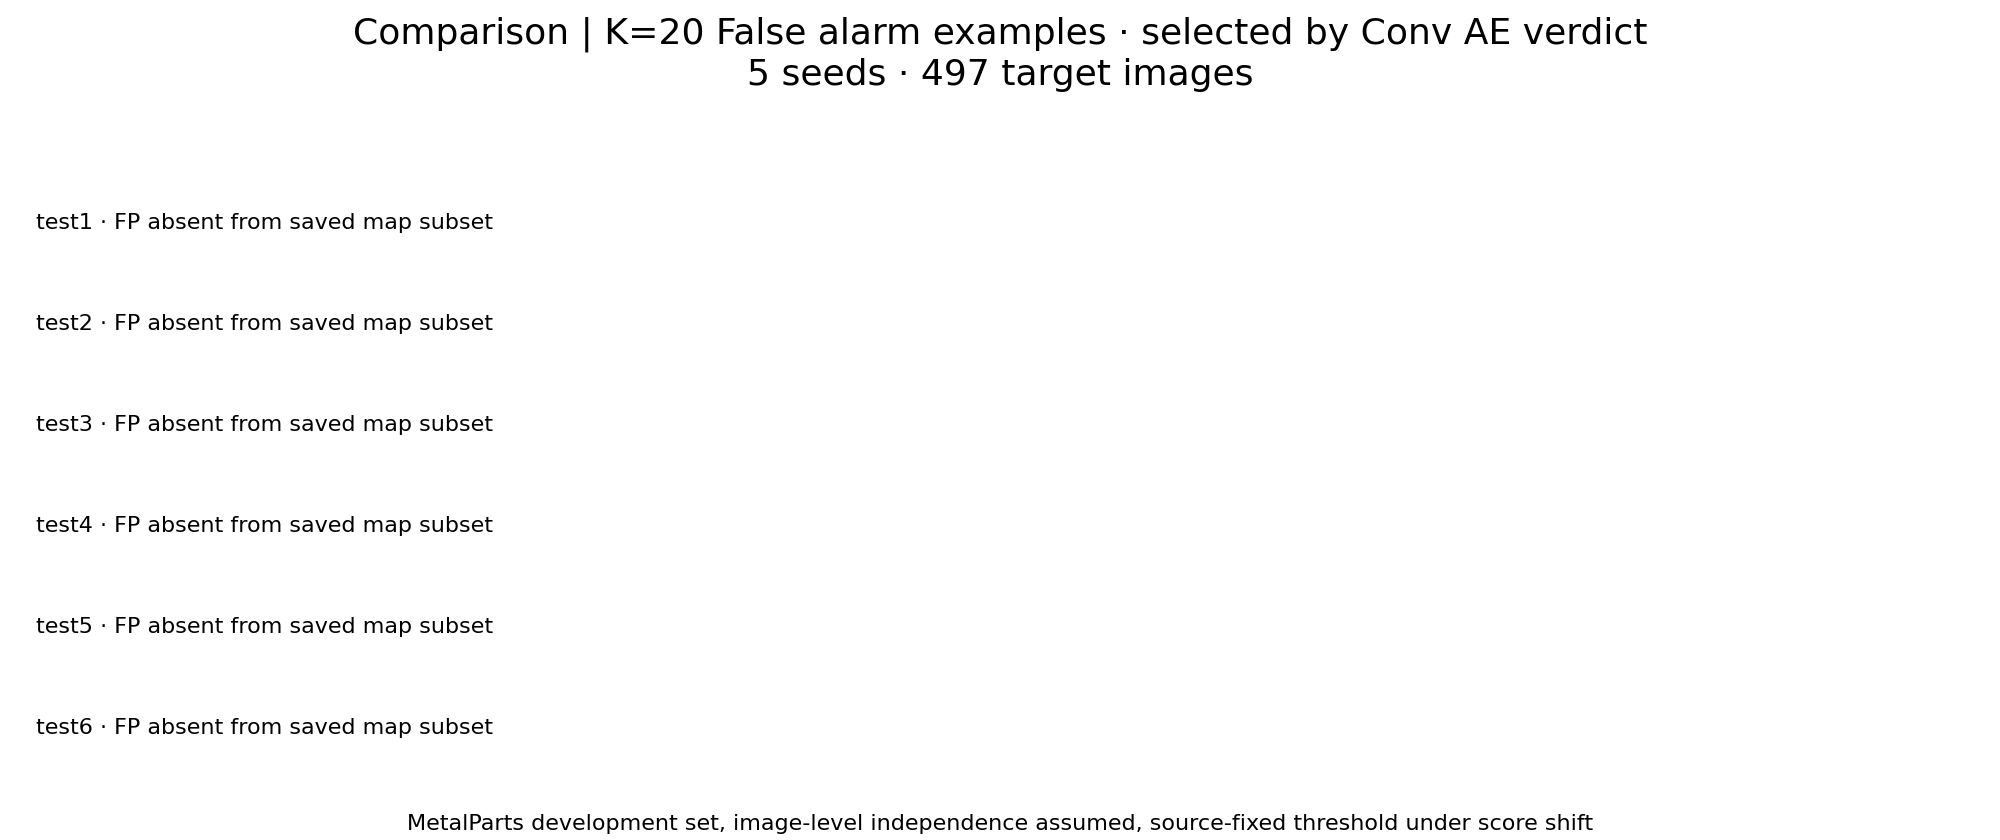 Comparison | K=20 False alarm examples · selected by Conv AE verdict
5 seeds · 497 target images
test1 · FP absent from saved map subset
test2 · FP absent from saved map subset
test3 · FP absent from saved map subset
test4 · FP absent from saved map subset
test5 · FP absent from saved map subset
test6 · FP absent from saved map subset
MetalParts development set, image-level independence assumed, source-fixed threshold under score shift